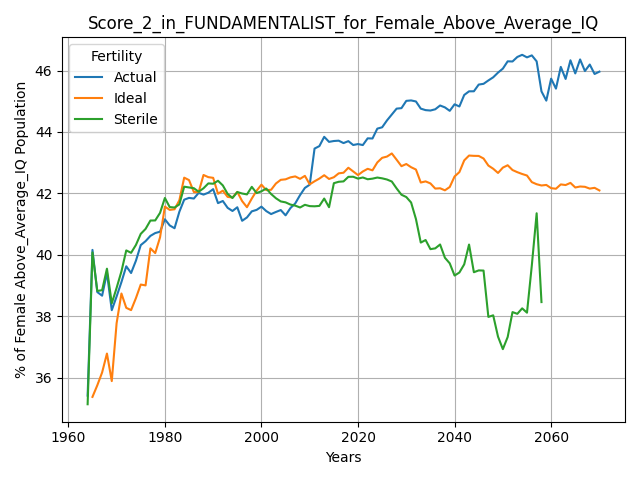 Score_2_in_FUNDAMENTALIST_for_Female_Above_Average_IQ
Fertility
Actual
Ideal
Sterile
% of Female Above_Average_IQ Population
46
44
42
40
38
36
1960
1980
2000
2020
2040
2060
Years